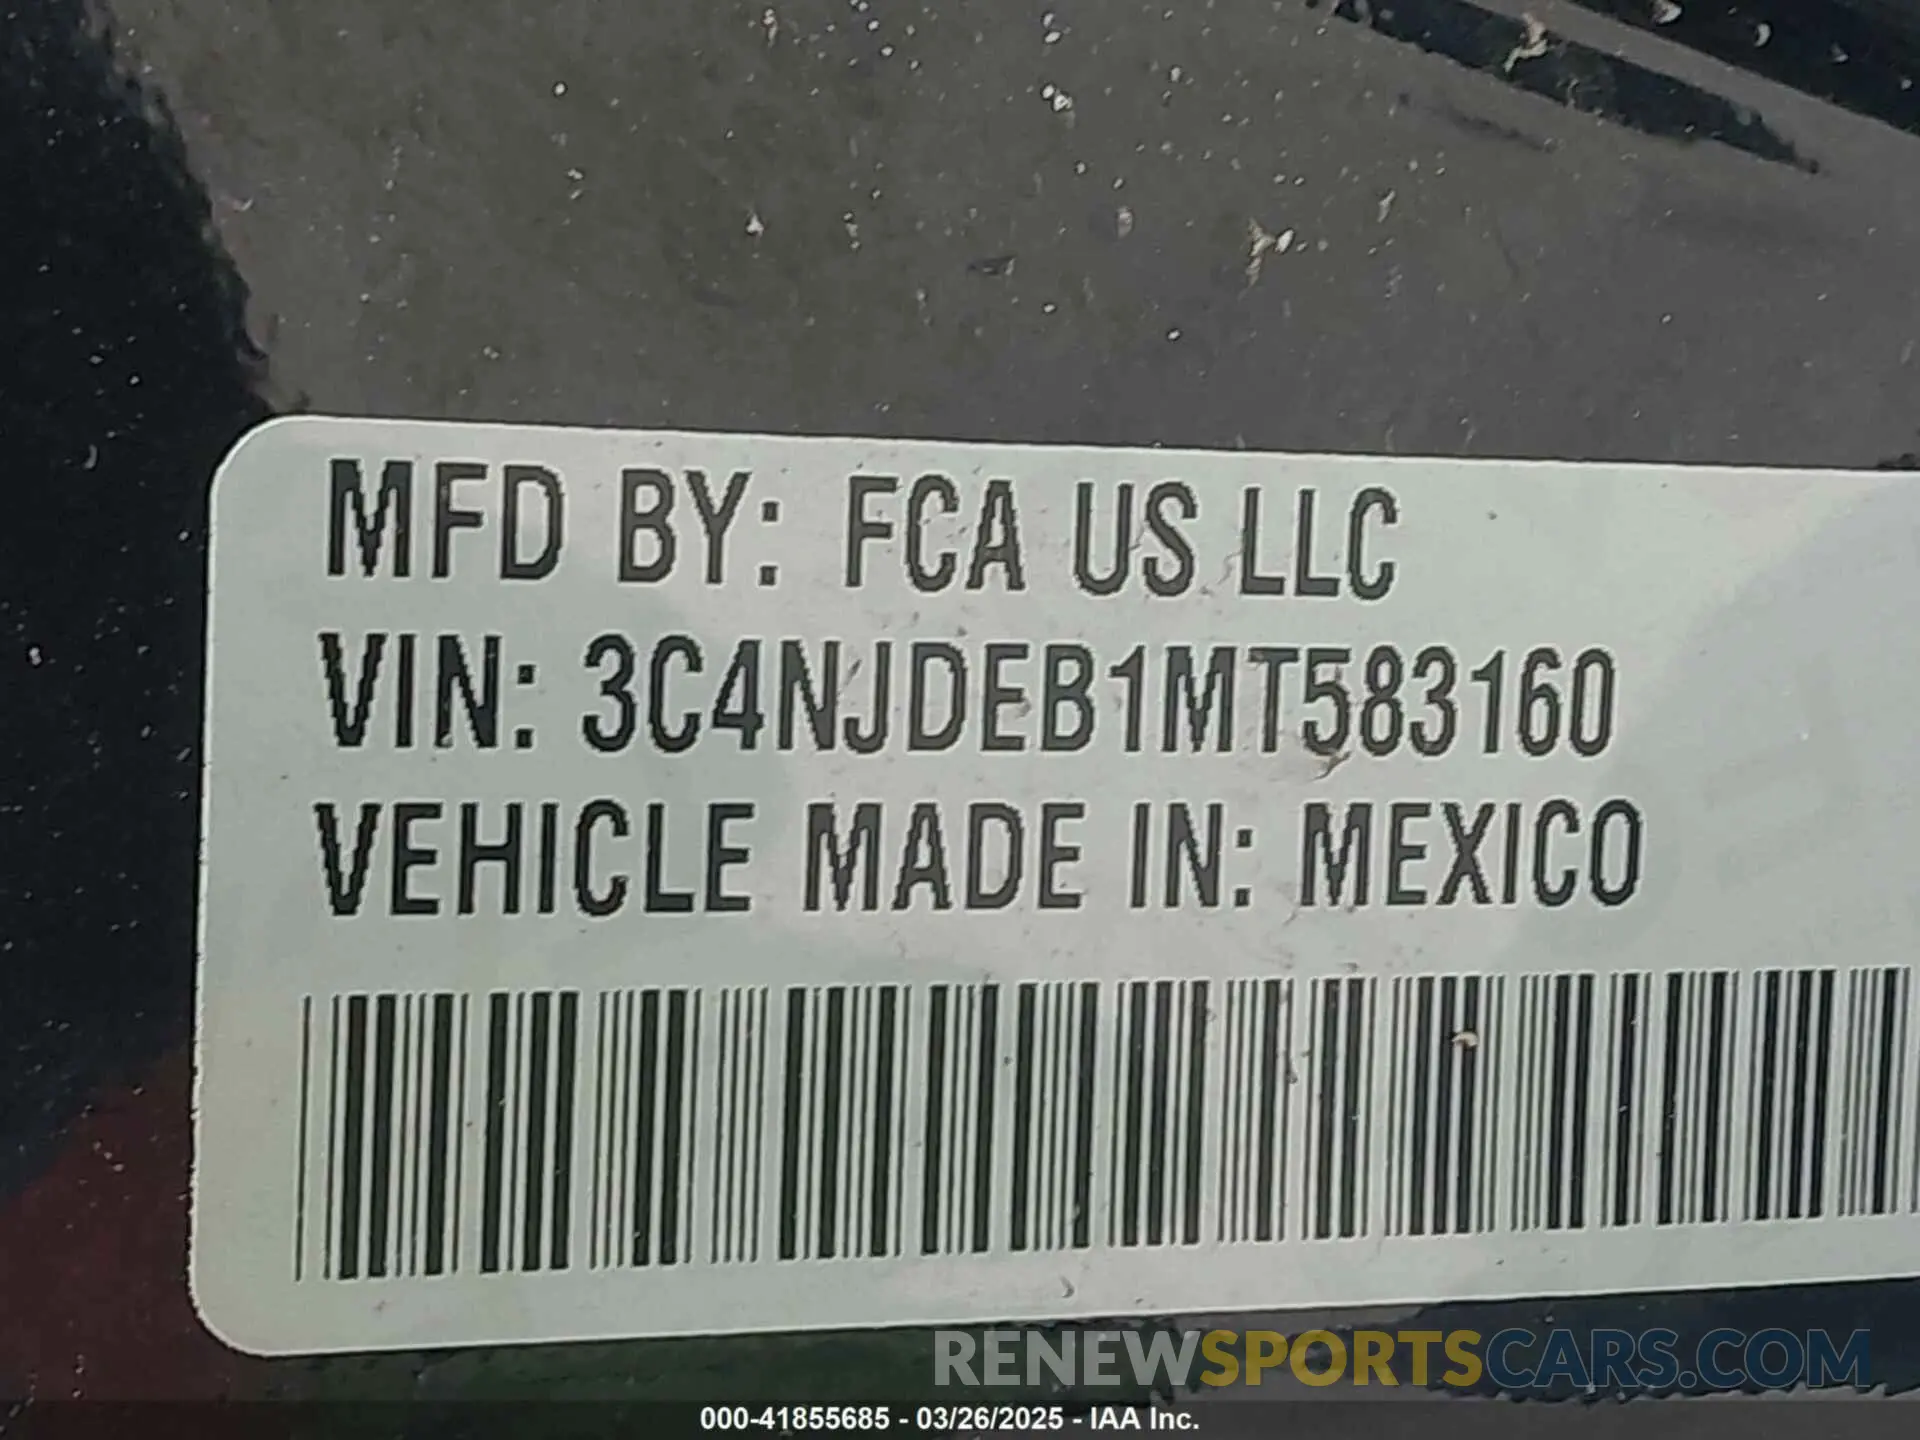 MFD BY: FCA US LLC
VIN: 3C4NJDEB1MT583160
VEHICLE MADE IN: MEXICO
RENEWSPORTSCARS.COM
000-41855685 - 03/26/2025 - IAA Inc.